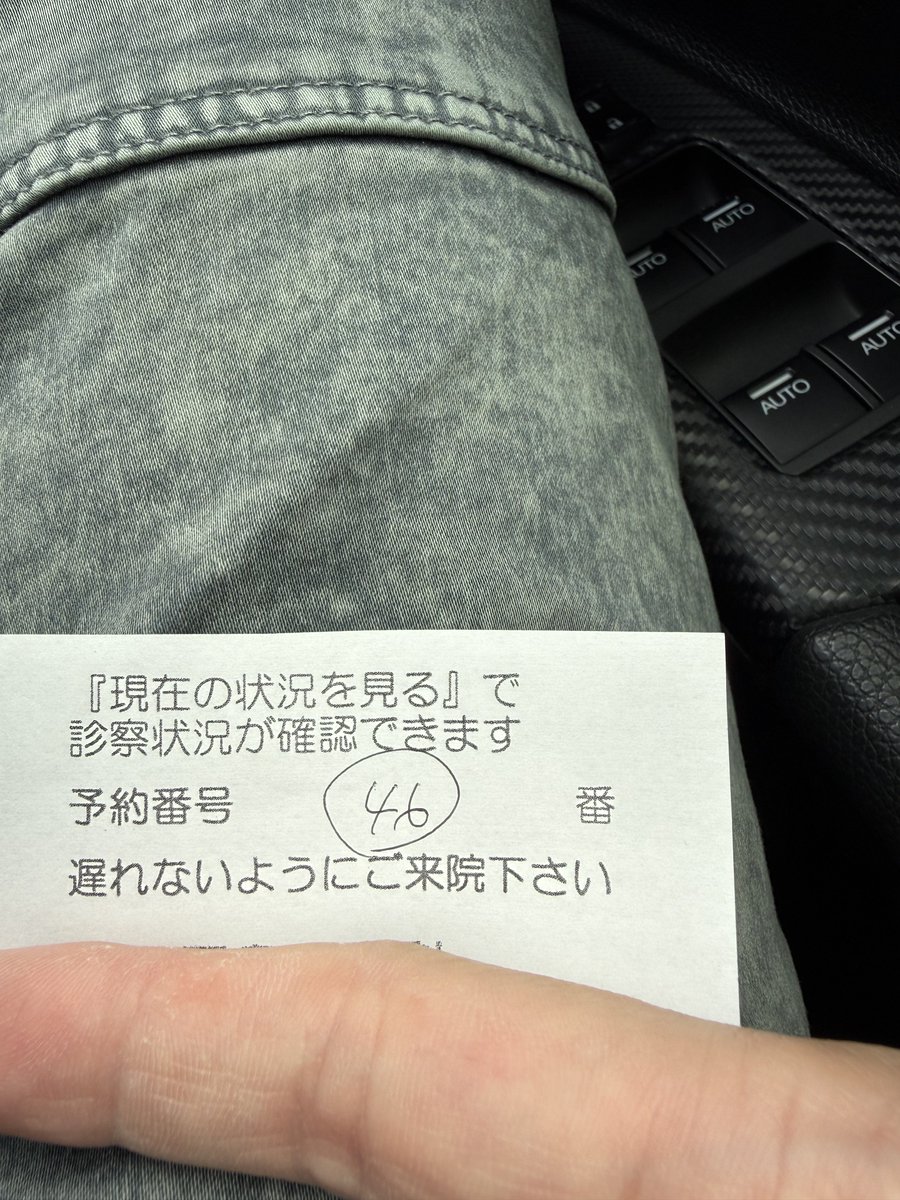 AUTO
AUTO
AUTO
AUTO
『現在の状況を見る』で
診察状況が確認できます
予約番号 46 番
遅れないようにご来院下さい